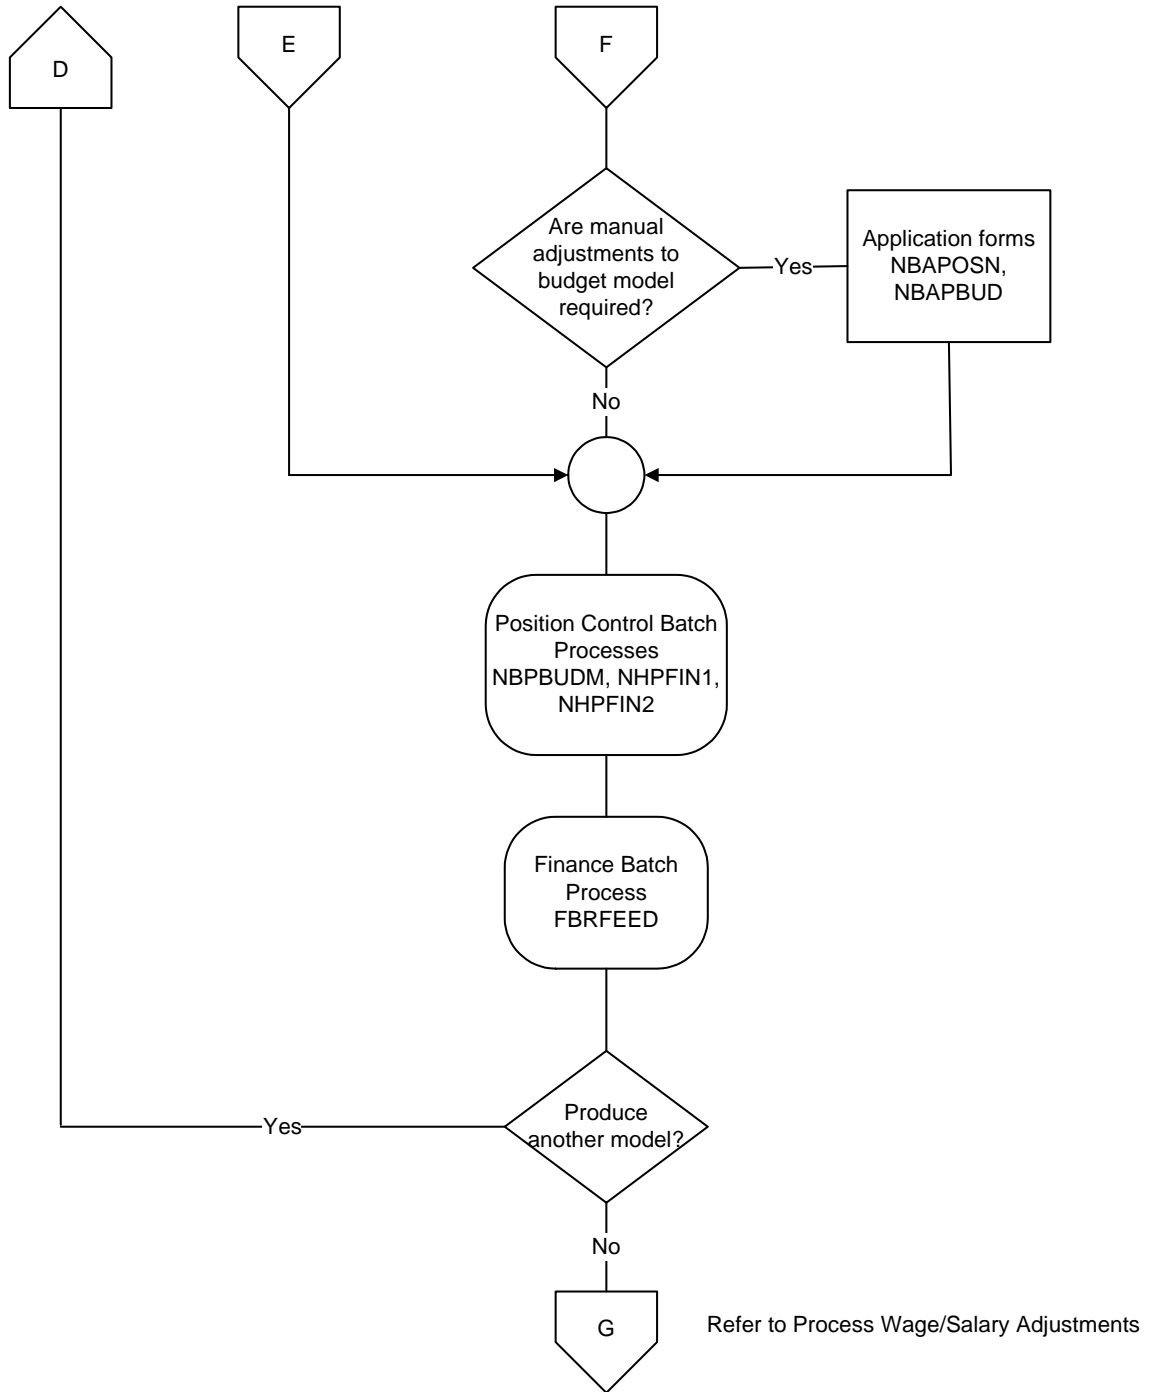 D
E
F
Are manual
adjustments to
budget model
required?
Yes
Application forms
NBAPOSN,
NBAPBUD
No
Position Control Batch
Processes
NBPBUDM, NHPFIN1,
NHPFIN2
Finance Batch
Process
FBRFEED
Produce
another model?
Yes
No
G
Refer to Process Wage/Salary Adjustments